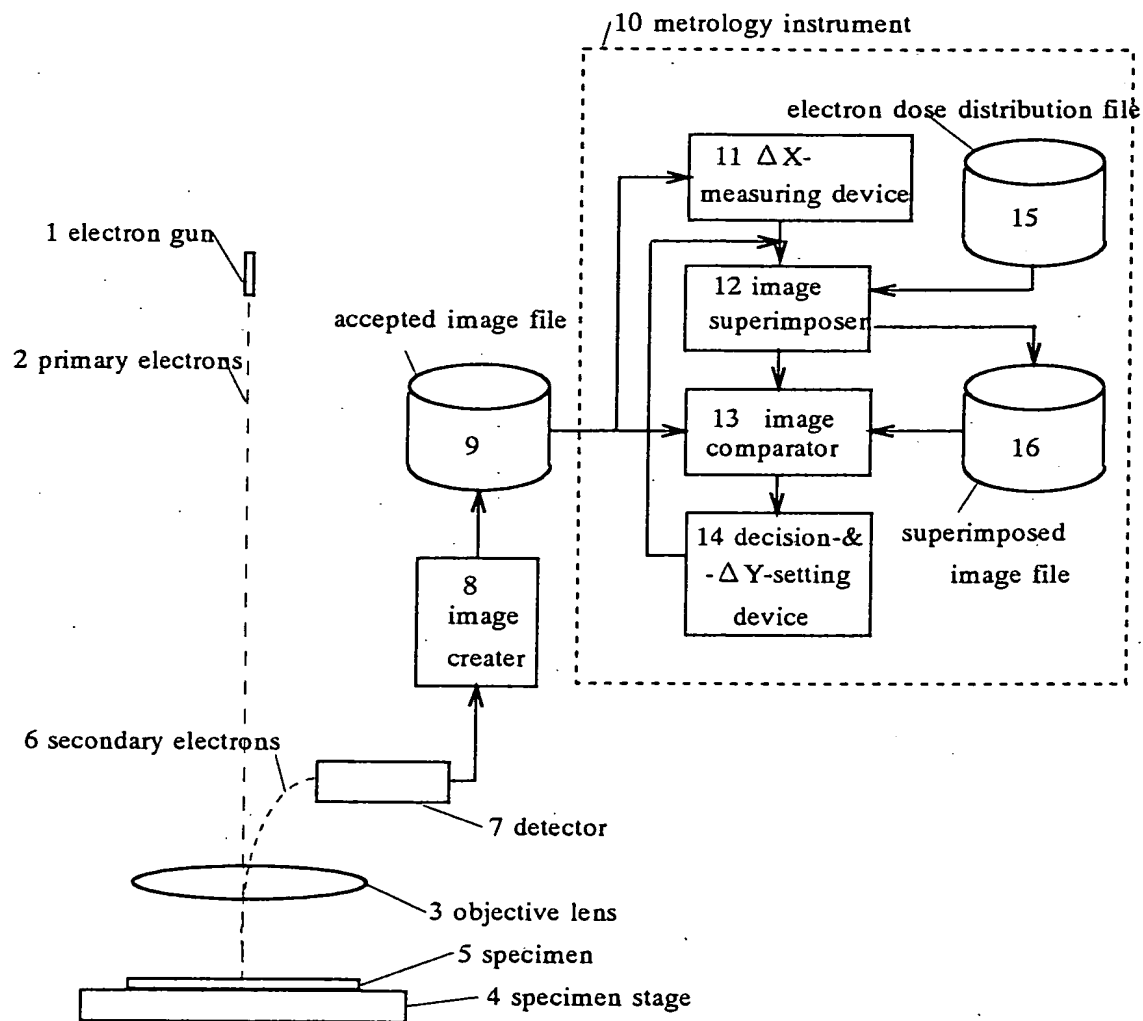 10 metrology instrument
electron dose distribution file
11 ΔX-
measuring device
15
1 electron gun
12 image
superimposer
accepted image file
2 primary electrons
13 image
comparator
9
16
14 decision-&
-ΔY-setting
device
superimposed
image file
8
image
creater
6 secondary electrons
7 detector
3 objective lens
5 specimen
4 specimen stage